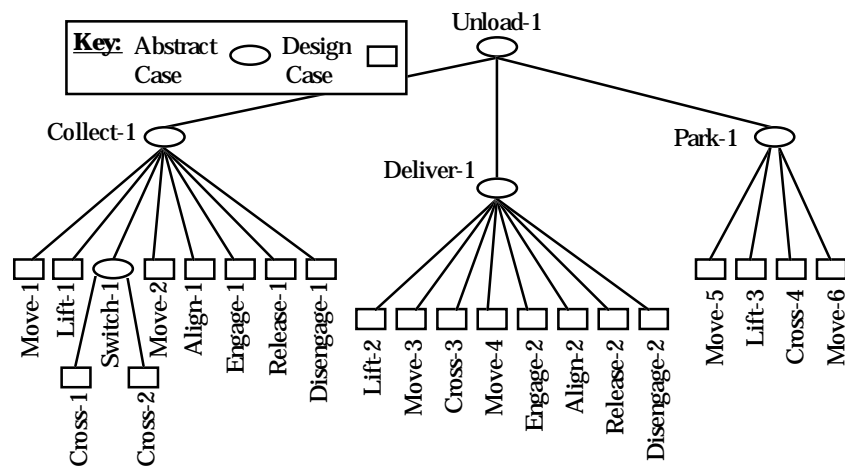 Unload-1
Key: Abstract Case
Design Case
Collect-1
Deliver-1
Park-1
Move-1
Lift-1
Switch-1
Move-2
Align-1
Engage-1
Release-1
Disengage-1
Cross-1
Cross-2
Lift-2
Move-3
Cross-3
Move-4
Engage-2
Align-2
Release-2
Disengage-2
Move-5
Lift-3
Cross-4
Move-6